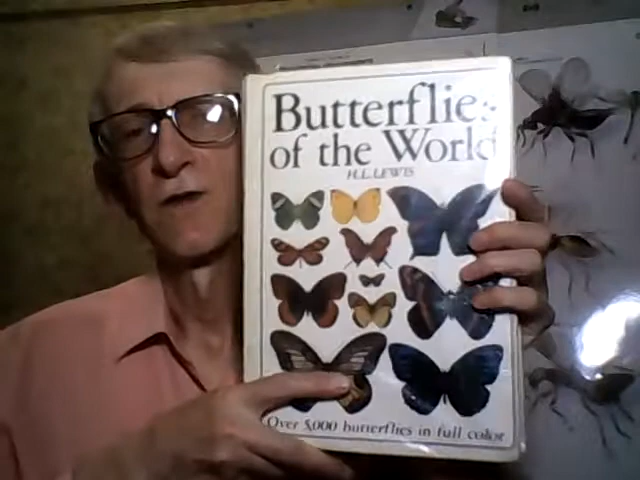 Butterflies
of the World
H.L. LEWIS
Over 5,000 butterflies in full color